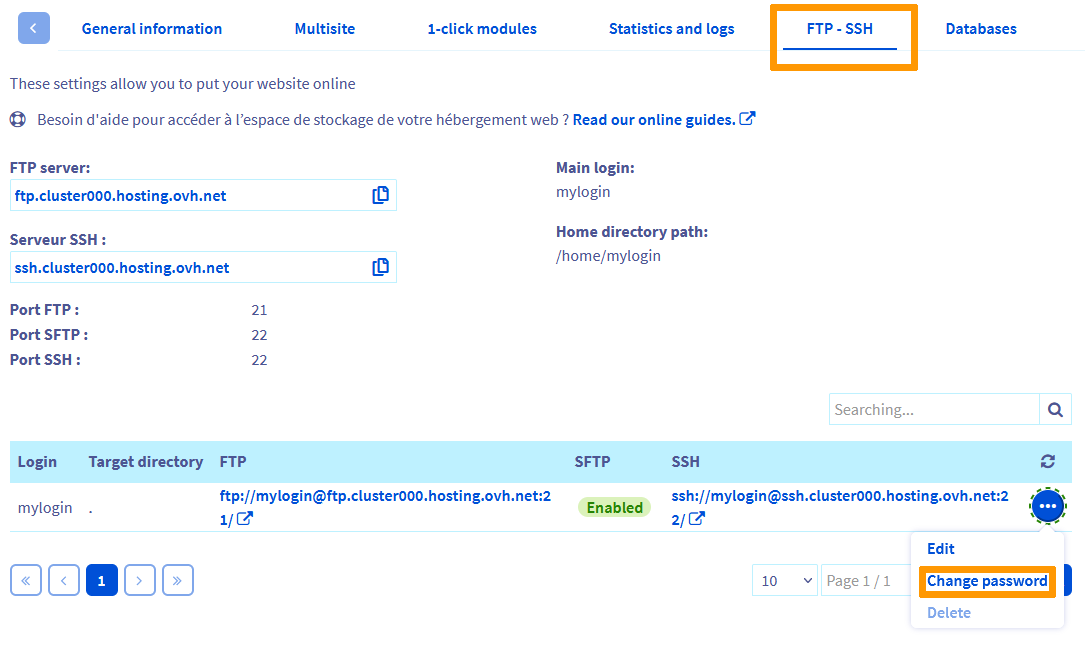 General information Multisite 1-click modules Statistics and logs FTP - SSH Databases
These settings allow you to put your website online
Besoin d'aide pour accéder à l'espace de stockage de votre hébergement web ? Read our online guides.
FTP server:
ftp.cluster000.hosting.ovh.net
Main login:
mylogin
Serveur SSH :
ssh.cluster000.hosting.ovh.net
Home directory path:
/home/mylogin
Port FTP : 21
Port SFTP : 22
Port SSH : 22
Searching...
Login Target directory FTP SFTP SSH
mylogin . ftp://mylogin@ftp.cluster000.hosting.ovh.net:2 Enabled ssh://mylogin@ssh.cluster000.hosting.ovh.net:2
1/ 2/
Edit
Change password
Delete
« ‹ 1 › » 10 Page 1 / 1